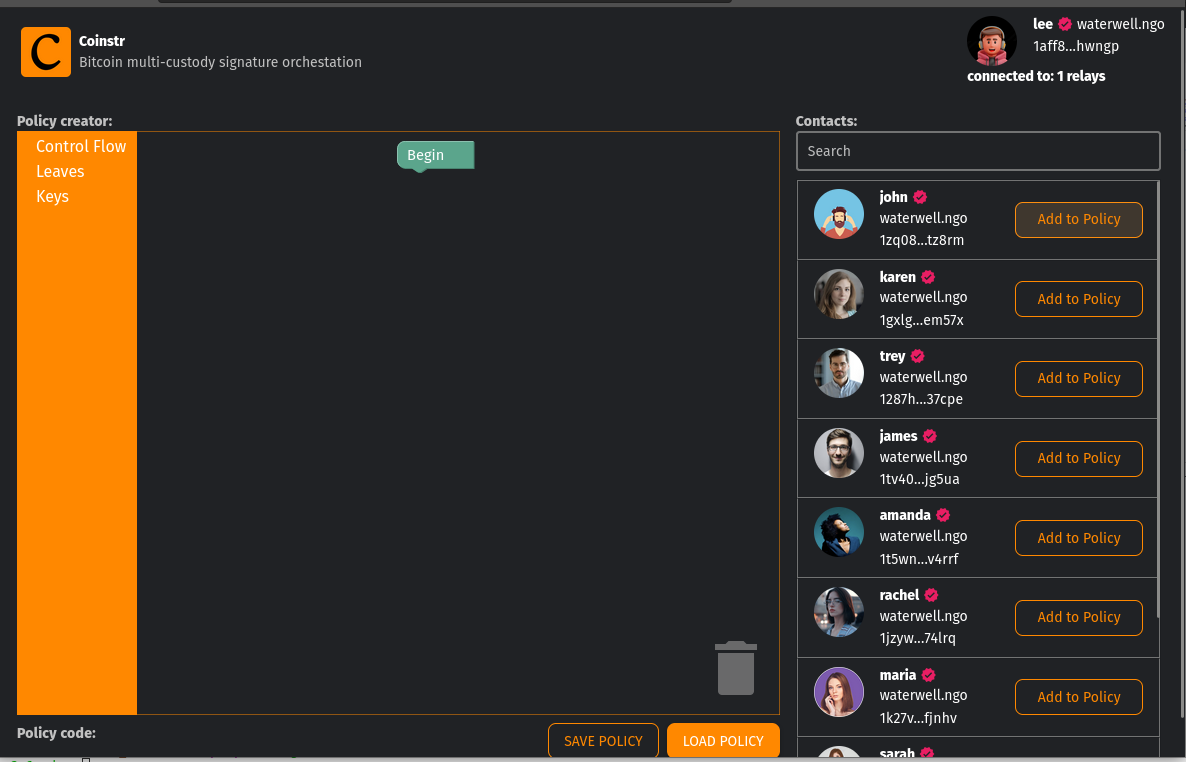 C
Coinstr
Bitcoin multi-custody signature orchestation
lee waterwell.ngo
1aff8...hwngp
connected to: 1 relays
Policy creator:
Control Flow
Leaves
Keys
Begin
Policy code:
SAVE POLICY
LOAD POLICY
Contacts:
Search
john
waterwell.ngo
1zq08...tz8rm
Add to Policy
karen
waterwell.ngo
1gxlg...em57x
Add to Policy
trey
waterwell.ngo
1287h...37cpe
Add to Policy
james
waterwell.ngo
1tv40...jg5ua
Add to Policy
amanda
waterwell.ngo
1t5wn...v4rrf
Add to Policy
rachel
waterwell.ngo
1jzyw...74lrq
Add to Policy
maria
waterwell.ngo
1k27v...fjnhv
Add to Policy
sarah